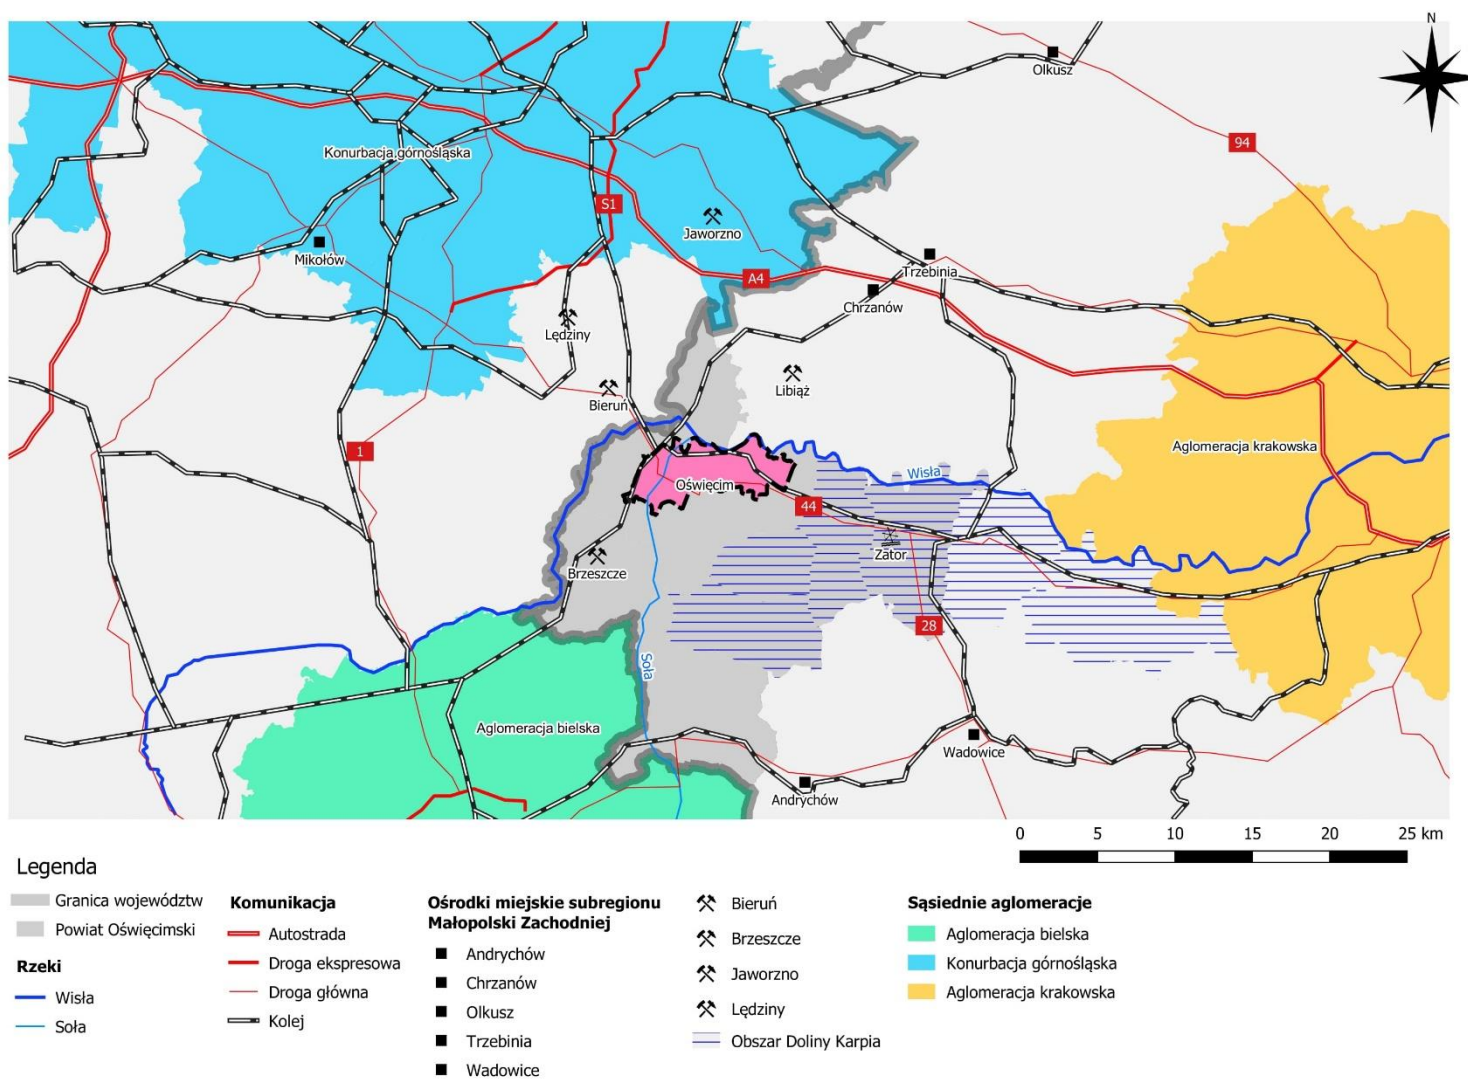 N
Olkusz
94
Konurbacja górnośląska
S1
Jaworzno
Mikołów
A4
Trzebinia
Chrzanów
Lędziny
Libiąż
Bieruń
1
Aglomeracja krakowska
Wisła
Oświęcim
44
Zator
Brzeszcze
28
Soła
Aglomeracja bielska
Wadowice
Andrychów
0 5 10 15 20 25 km
Legenda
Granica województw
Powiat Oświęcimski
Rzeki
Wisła
Soła
Komunikacja
Autostrada
Droga ekspresowa
Droga główna
Kolej
Ośrodki miejskie subregionu
Małopolski Zachodniej
Andrychów
Chrzanów
Olkusz
Trzebinia
Wadowice
Bieruń
Brzeszcze
Jaworzno
Lędziny
Obszar Doliny Karpia
Sąsiednie aglomeracje
Aglomeracja bielska
Konurbacja górnośląska
Aglomeracja krakowska